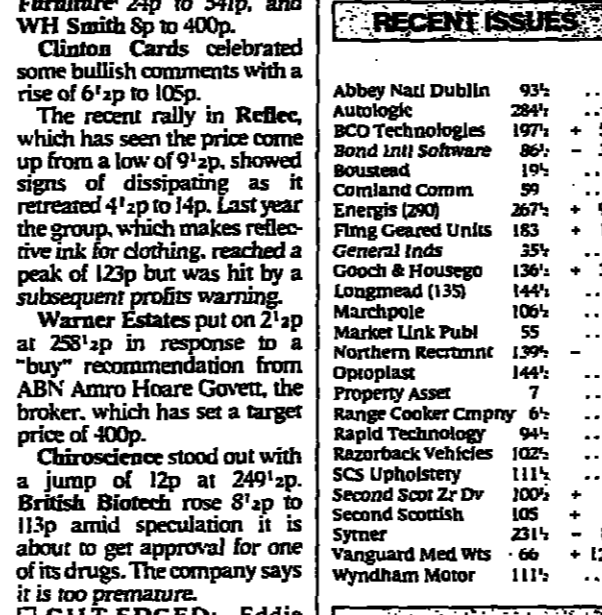 Furniture 24p to 341p, and
WH Smith 8p to 400p.
Clinton Cards celebrated
some bullish comments with a
rise of 6½p to 105p.
The recent rally in Reflec,
which has seen the price come
up from a low of 9½p, showed
signs of dissipating as it
retreated 4½p to 14p. Last year
the group, which makes reflec-
tive ink for clothing, reached a
peak of 123p but was hit by a
subsequent profits warning.
Warner Estates put on 2½p
at 258½p in response to a
"buy" recommendation from
ABN Amro Hoare Govett, the
broker, which has set a target
price of 400p.
Chiroscience stood out with
a jump of 12p at 249½p.
British Biotech rose 8½p to
113p amid speculation it is
about to get approval for one
of its drugs. The company says
it is too premature.
GILT-EDGED: Eddie
RECENT ISSUES
Abbey Natl Dublin 93½ ..
Autologic 284½ ..
BCO Technologies 197½ +
Bond Intl Software 86½ -
Boustead 19½ ..
Comland Comm 59 ..
Energis (290) 267½ +
Flmg Geared Units 183 +
General Inds 35½ ..
Gooch & Housego 136½ +
Longmead (135) 144½ ..
Marchpole 106½ ..
Market Link Publ 55 ..
Northern Recrtmnt 139½ -
Optoplast 144½ ..
Property Asset 7 ..
Range Cooker Cmpny 6½ ..
Rapid Technology 94½ ..
Razorback Vehicles 102½ ..
SCS Upholstery 111½ ..
Second Scot Zr Dv 100½ +
Second Scottish 105 +
Sytner 231½ -
Vanguard Med Wts 66 + 12
Wyndham Motor 111½ ..